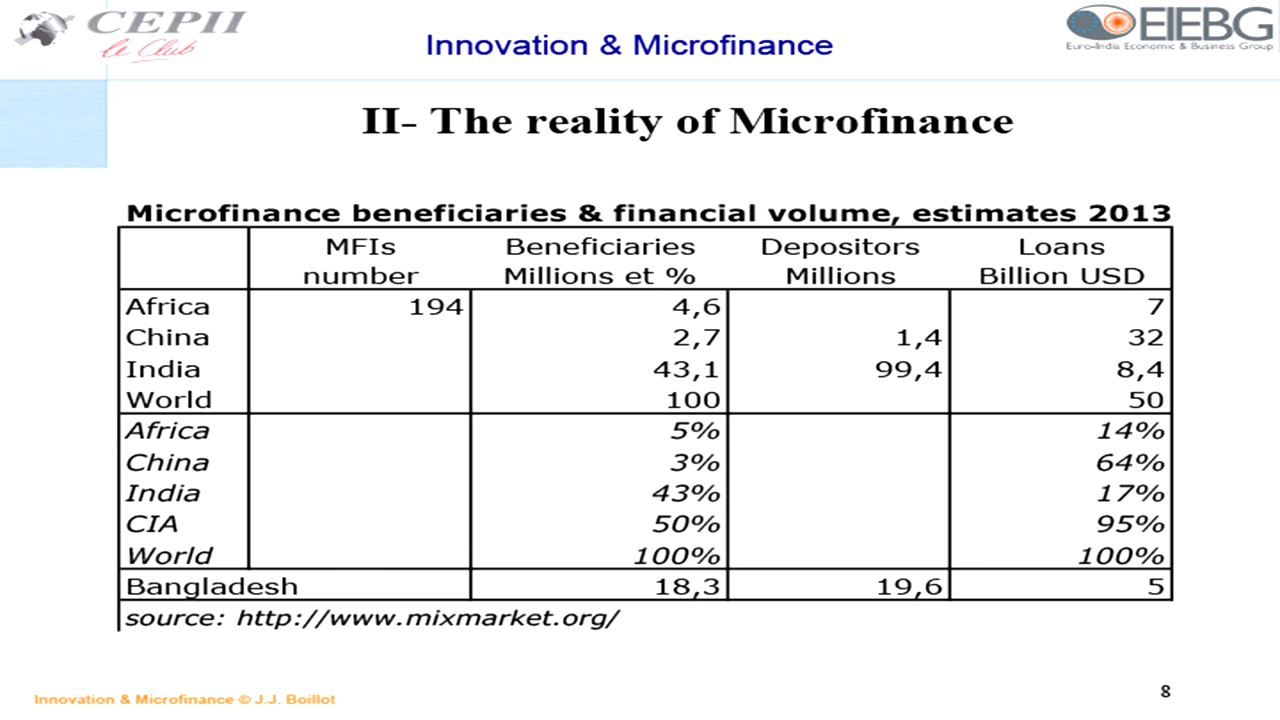 CEPII
le Club
Innovation & Microfinance
EIEBG
Euro-India Economic & Business Group
II- The reality of Microfinance
Microfinance beneficiaries & financial volume, estimates 2013
MFIs Beneficiaries Depositors Loans
number Millions et % Millions Billion USD
Africa 194 4,6 7
China 2,7 1,4 32
India 43,1 99,4 8,4
World 100 50
Africa 5% 14%
China 3% 64%
India 43% 17%
CIA 50% 95%
World 100% 100%
Bangladesh 18,3 19,6 5
source: http://www.mixmarket.org/
Innovation & Microfinance © J.J. Boillot
8